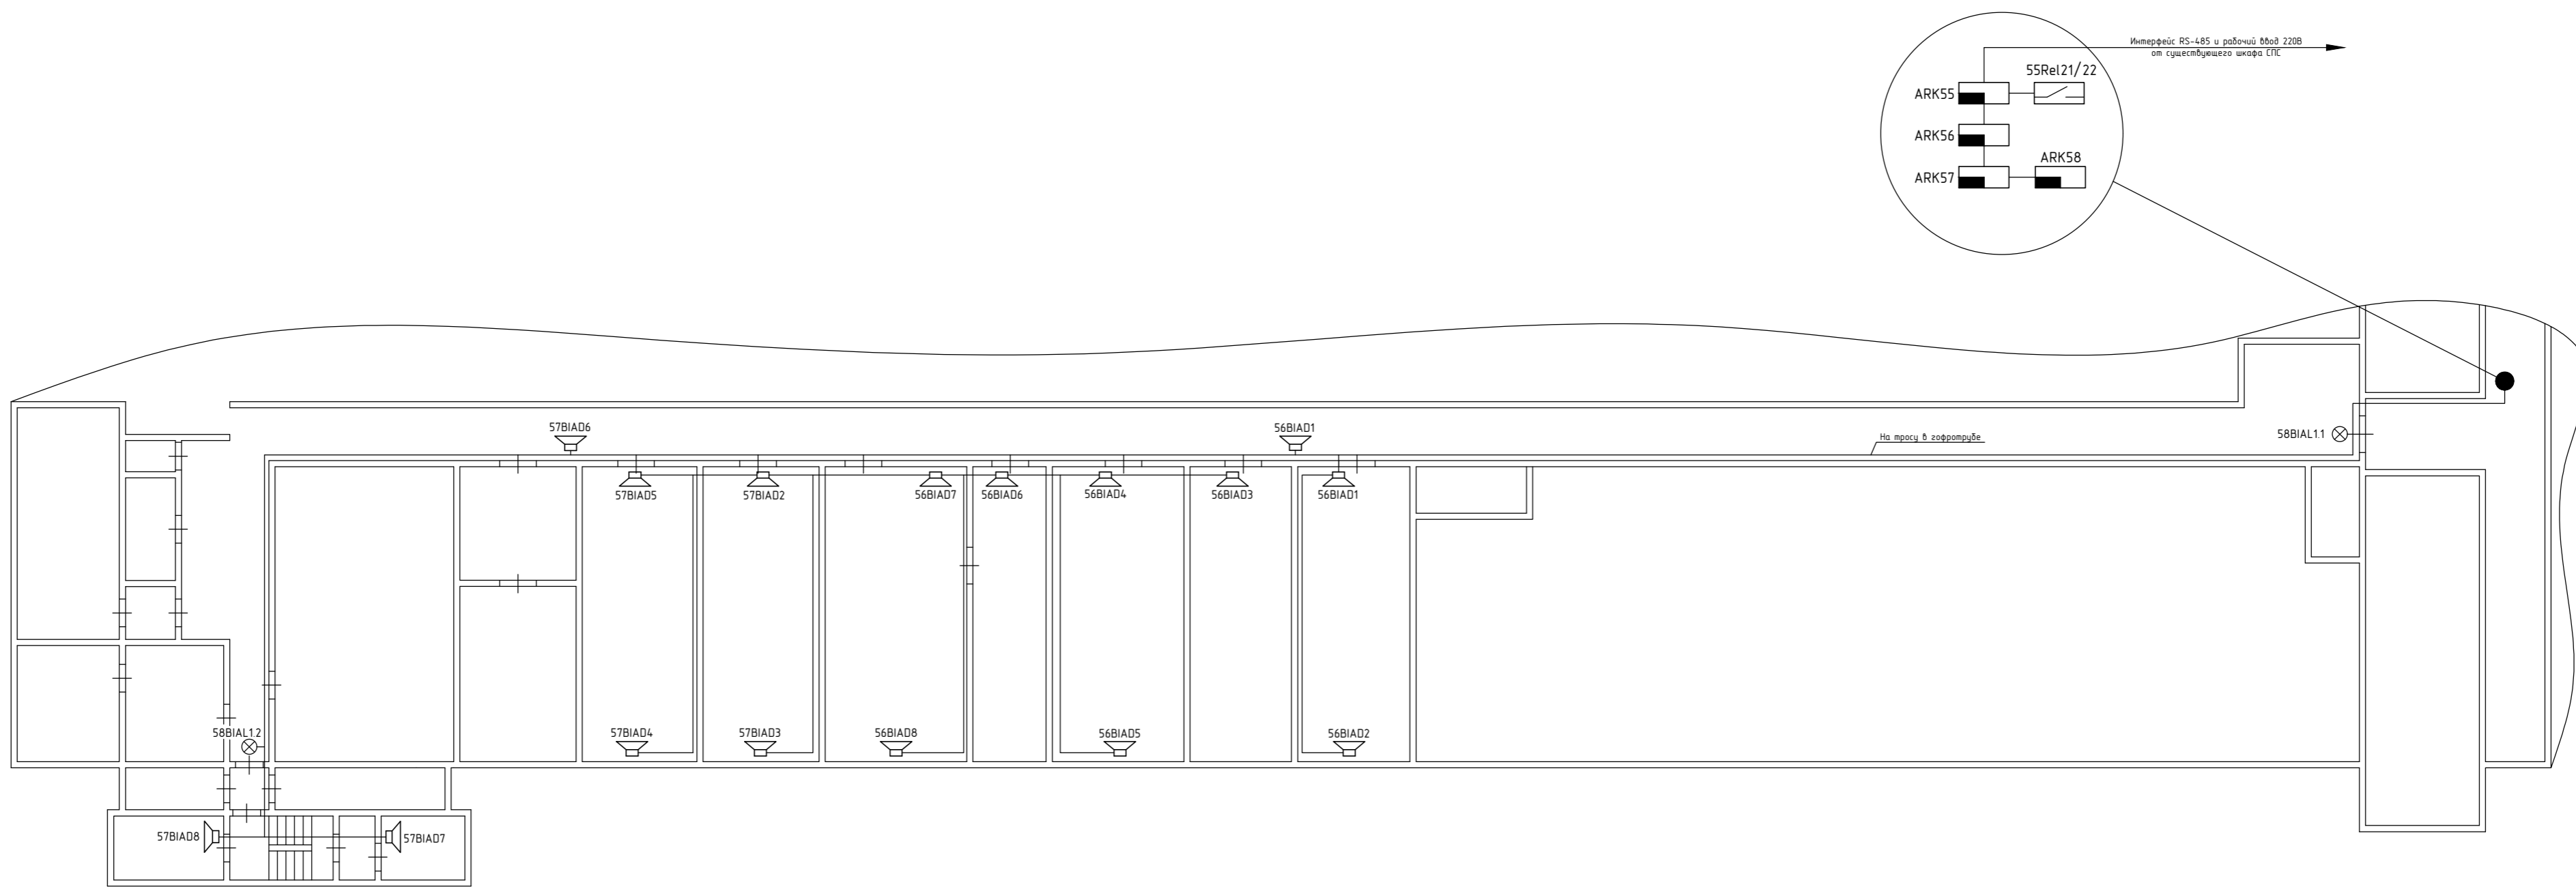 Интерфейс RS-485 и рабочий ввод 220В
от существующего шкафа СПС
55Rel21/22
ARK55
ARK56
ARK58
ARK57
57BIAD6
56BIAD1
58BIAL1.1
На тросу в гофротрубе
57BIAD5
57BIAD2
56BIAD7
56BIAD6
56BIAD4
56BIAD3
56BIAD1
58BIAL1.2
57BIAD4
57BIAD3
56BIAD8
56BIAD5
56BIAD2
57BIAD8
57BIAD7